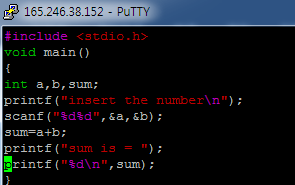 165.246.38.152 - PuTTY
#include <stdio.h>
void main()
{
int a,b,sum;
printf("insert the number\n");
scanf("%d%d",&a,&b);
sum=a+b;
printf("sum is = ");
printf("%d\n",sum);
}